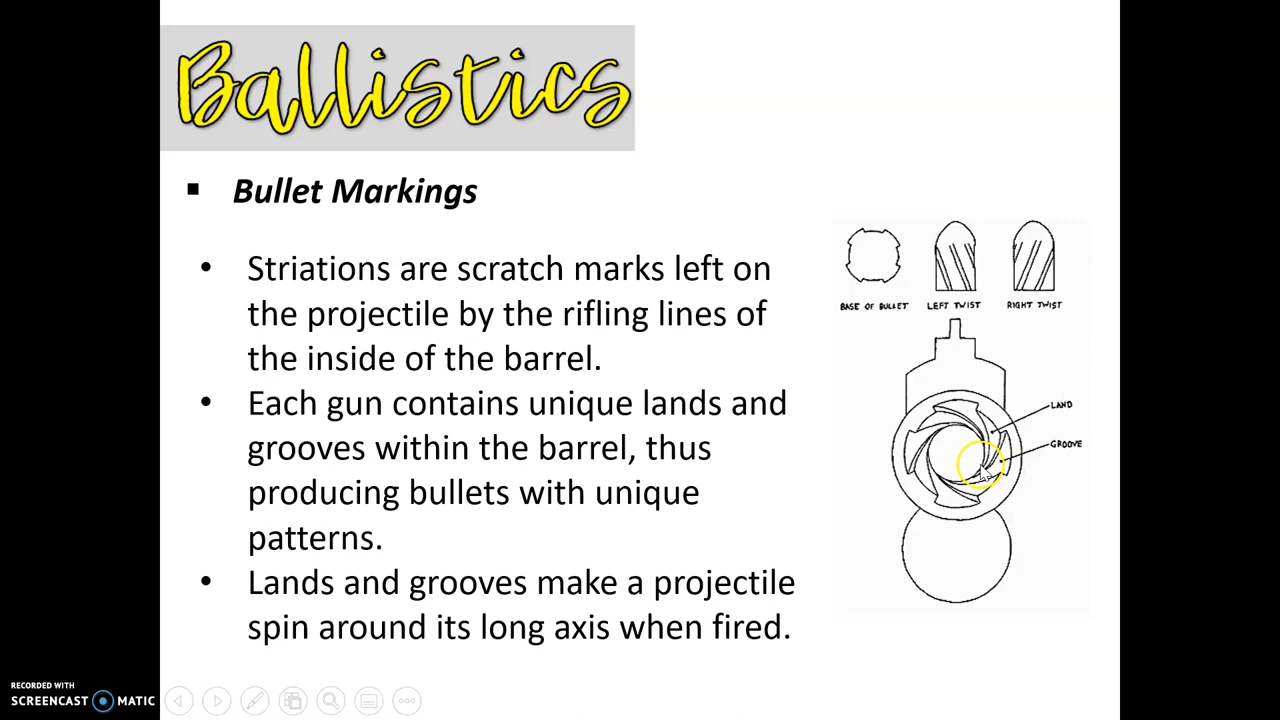 Ballistics
▪ Bullet Markings
• Striations are scratch marks left on
the projectile by the rifling lines of
the inside of the barrel.
• Each gun contains unique lands and
grooves within the barrel, thus
producing bullets with unique
patterns.
• Lands and grooves make a projectile
spin around its long axis when fired.
BASE OF BULLET LEFT TWIST RIGHT TWIST
LAND
GROOVE
RECORDED WITH
SCREENCAST MATIC